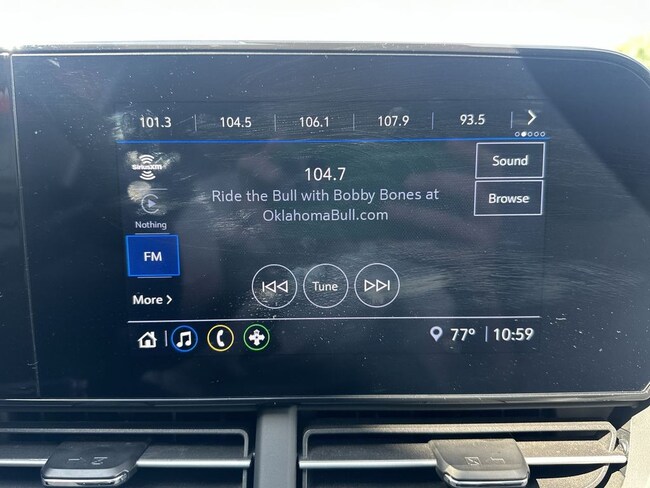 101.3 104.5 106.1 107.9 93.5
SiriusXM
Nothing
FM
More
104.7
Ride the Bull with Bobby Bones at
OklahomaBull.com
Tune
Sound
Browse
77° 10:59